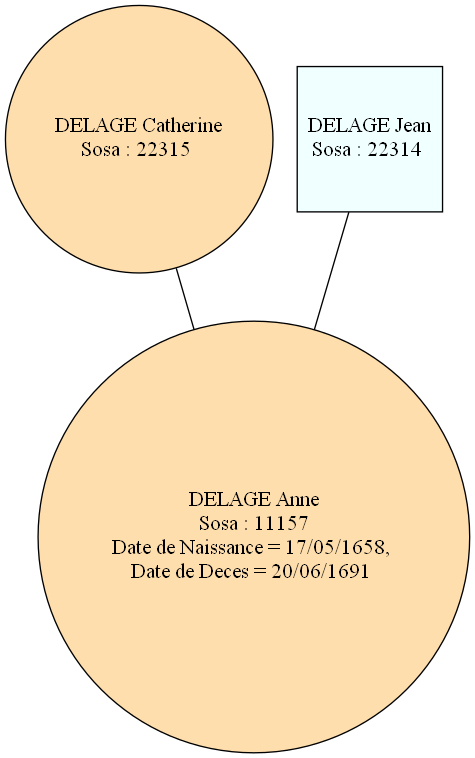 DELAGE Catherine
Sosa : 22315
DELAGE Jean
Sosa : 22314
DELAGE Anne
Sosa : 11157
Date de Naissance = 17/05/1658,
Date de Deces = 20/06/1691